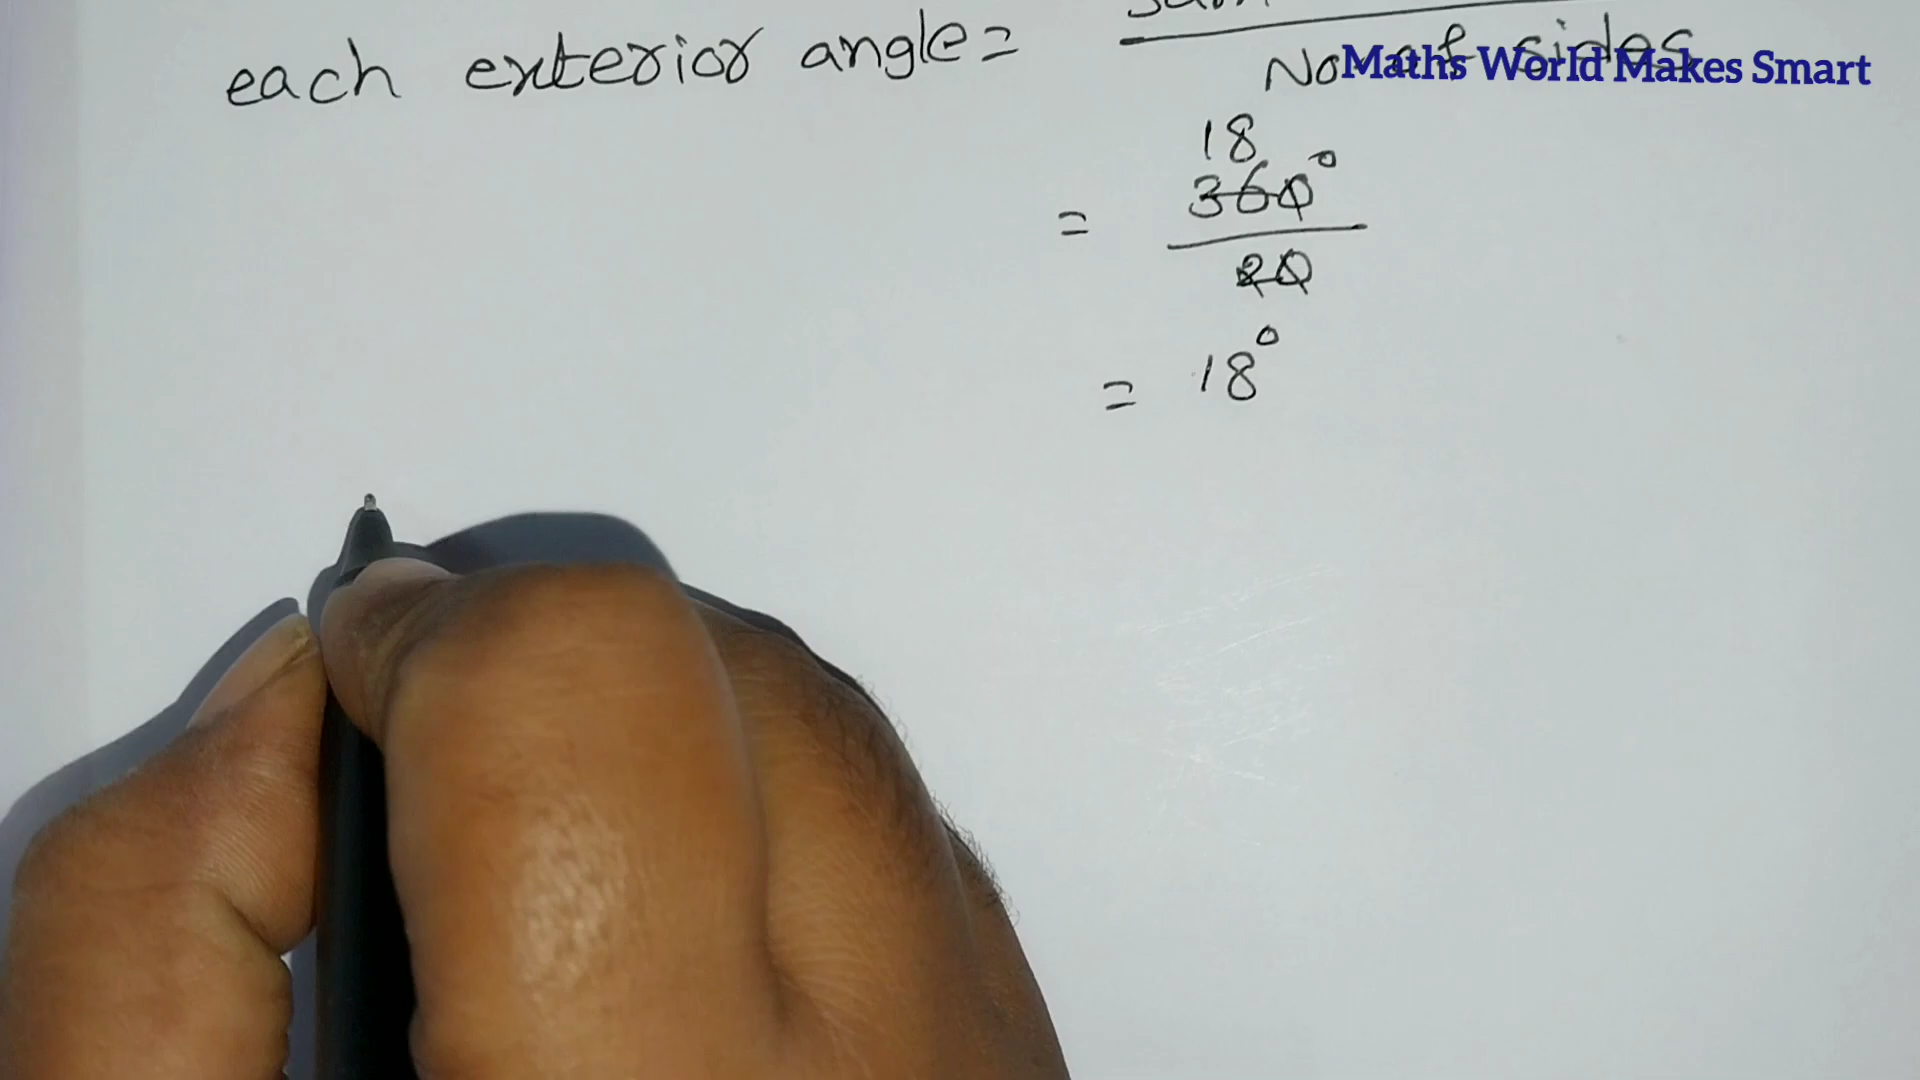 each exterior angle =
No of sides
Maths World Makes Smart
18
= 360°
20
= 18°